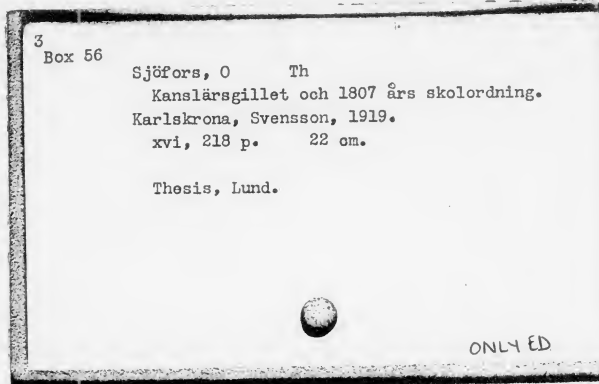 3
Box 56
Sjöfors, O Th
Kanslärsgillet och 1807 års skolordning.
Karlskrona, Svensson, 1919.
xvi, 218 p. 22 cm.
Thesis, Lund.
ONLY ED